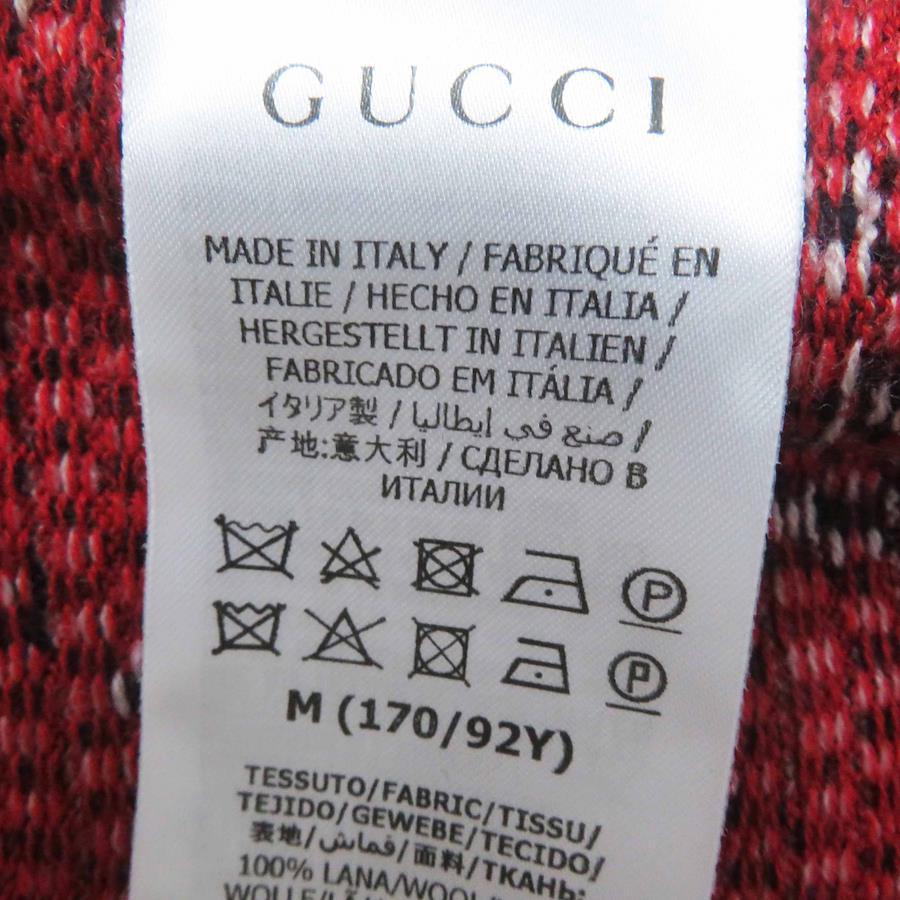 GUCCI
MADE IN ITALY / FABRIQUÉ EN
ITALIE / HECHO EN ITALIA /
HERGESTELLT IN ITALIEN /
FABRICADO EM ITÁLIA /
イタリア製 / صنع في إيطاليا /
产地:意大利 / СДЕЛАНО В
ИТАЛИИ
P
P
M (170/92Y)
TESSUTO/FABRIC/TISSU/
TEJIDO/GEWEBE/TECIDO/
表地/قماش/面料/ТКАНЬ:
100% LANA/WOOL
WOLLE/LÃ